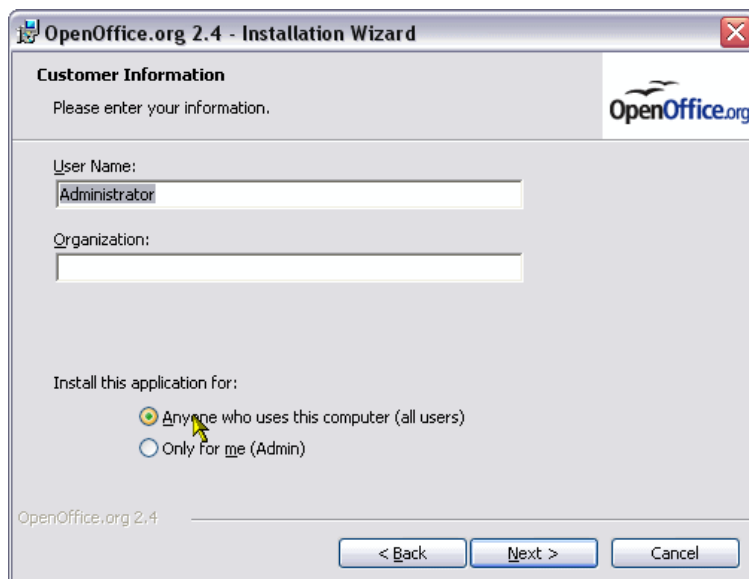 OpenOffice.org 2.4 - Installation Wizard
Customer Information
Please enter your information.
OpenOffice.org
User Name:
Administrator
Organization:
Install this application for:
Anyone who uses this computer (all users)
Only for me (Admin)
OpenOffice.org 2.4
< Back Next > Cancel